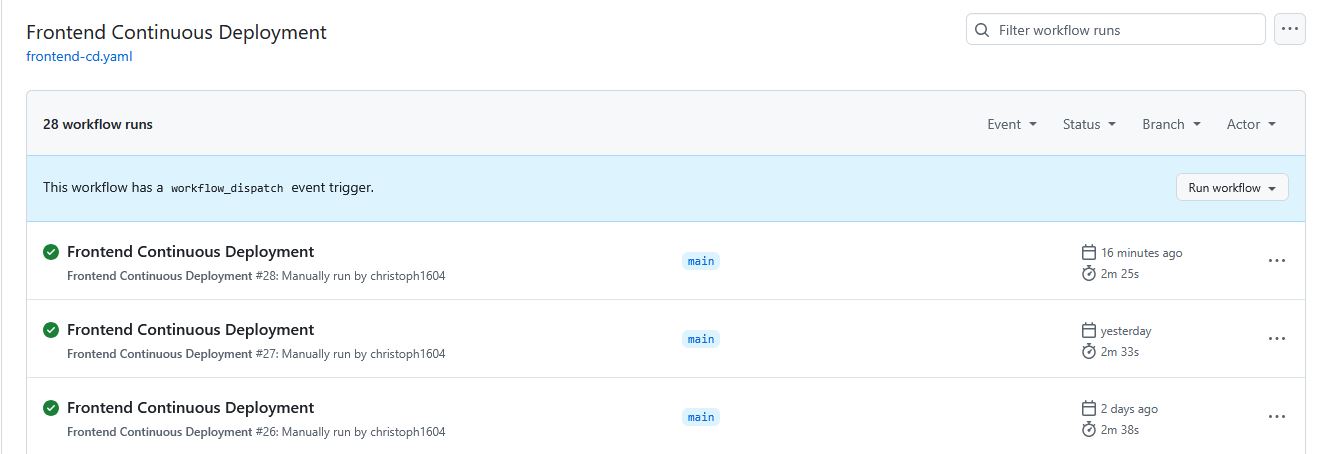 Frontend Continuous Deployment
frontend-cd.yaml
Filter workflow runs
28 workflow runs
Event Status Branch Actor
This workflow has a workflow_dispatch event trigger.
Run workflow
Frontend Continuous Deployment
Frontend Continuous Deployment #28: Manually run by christoph1604
main
16 minutes ago
2m 25s
Frontend Continuous Deployment
Frontend Continuous Deployment #27: Manually run by christoph1604
main
yesterday
2m 33s
Frontend Continuous Deployment
Frontend Continuous Deployment #26: Manually run by christoph1604
main
2 days ago
2m 38s